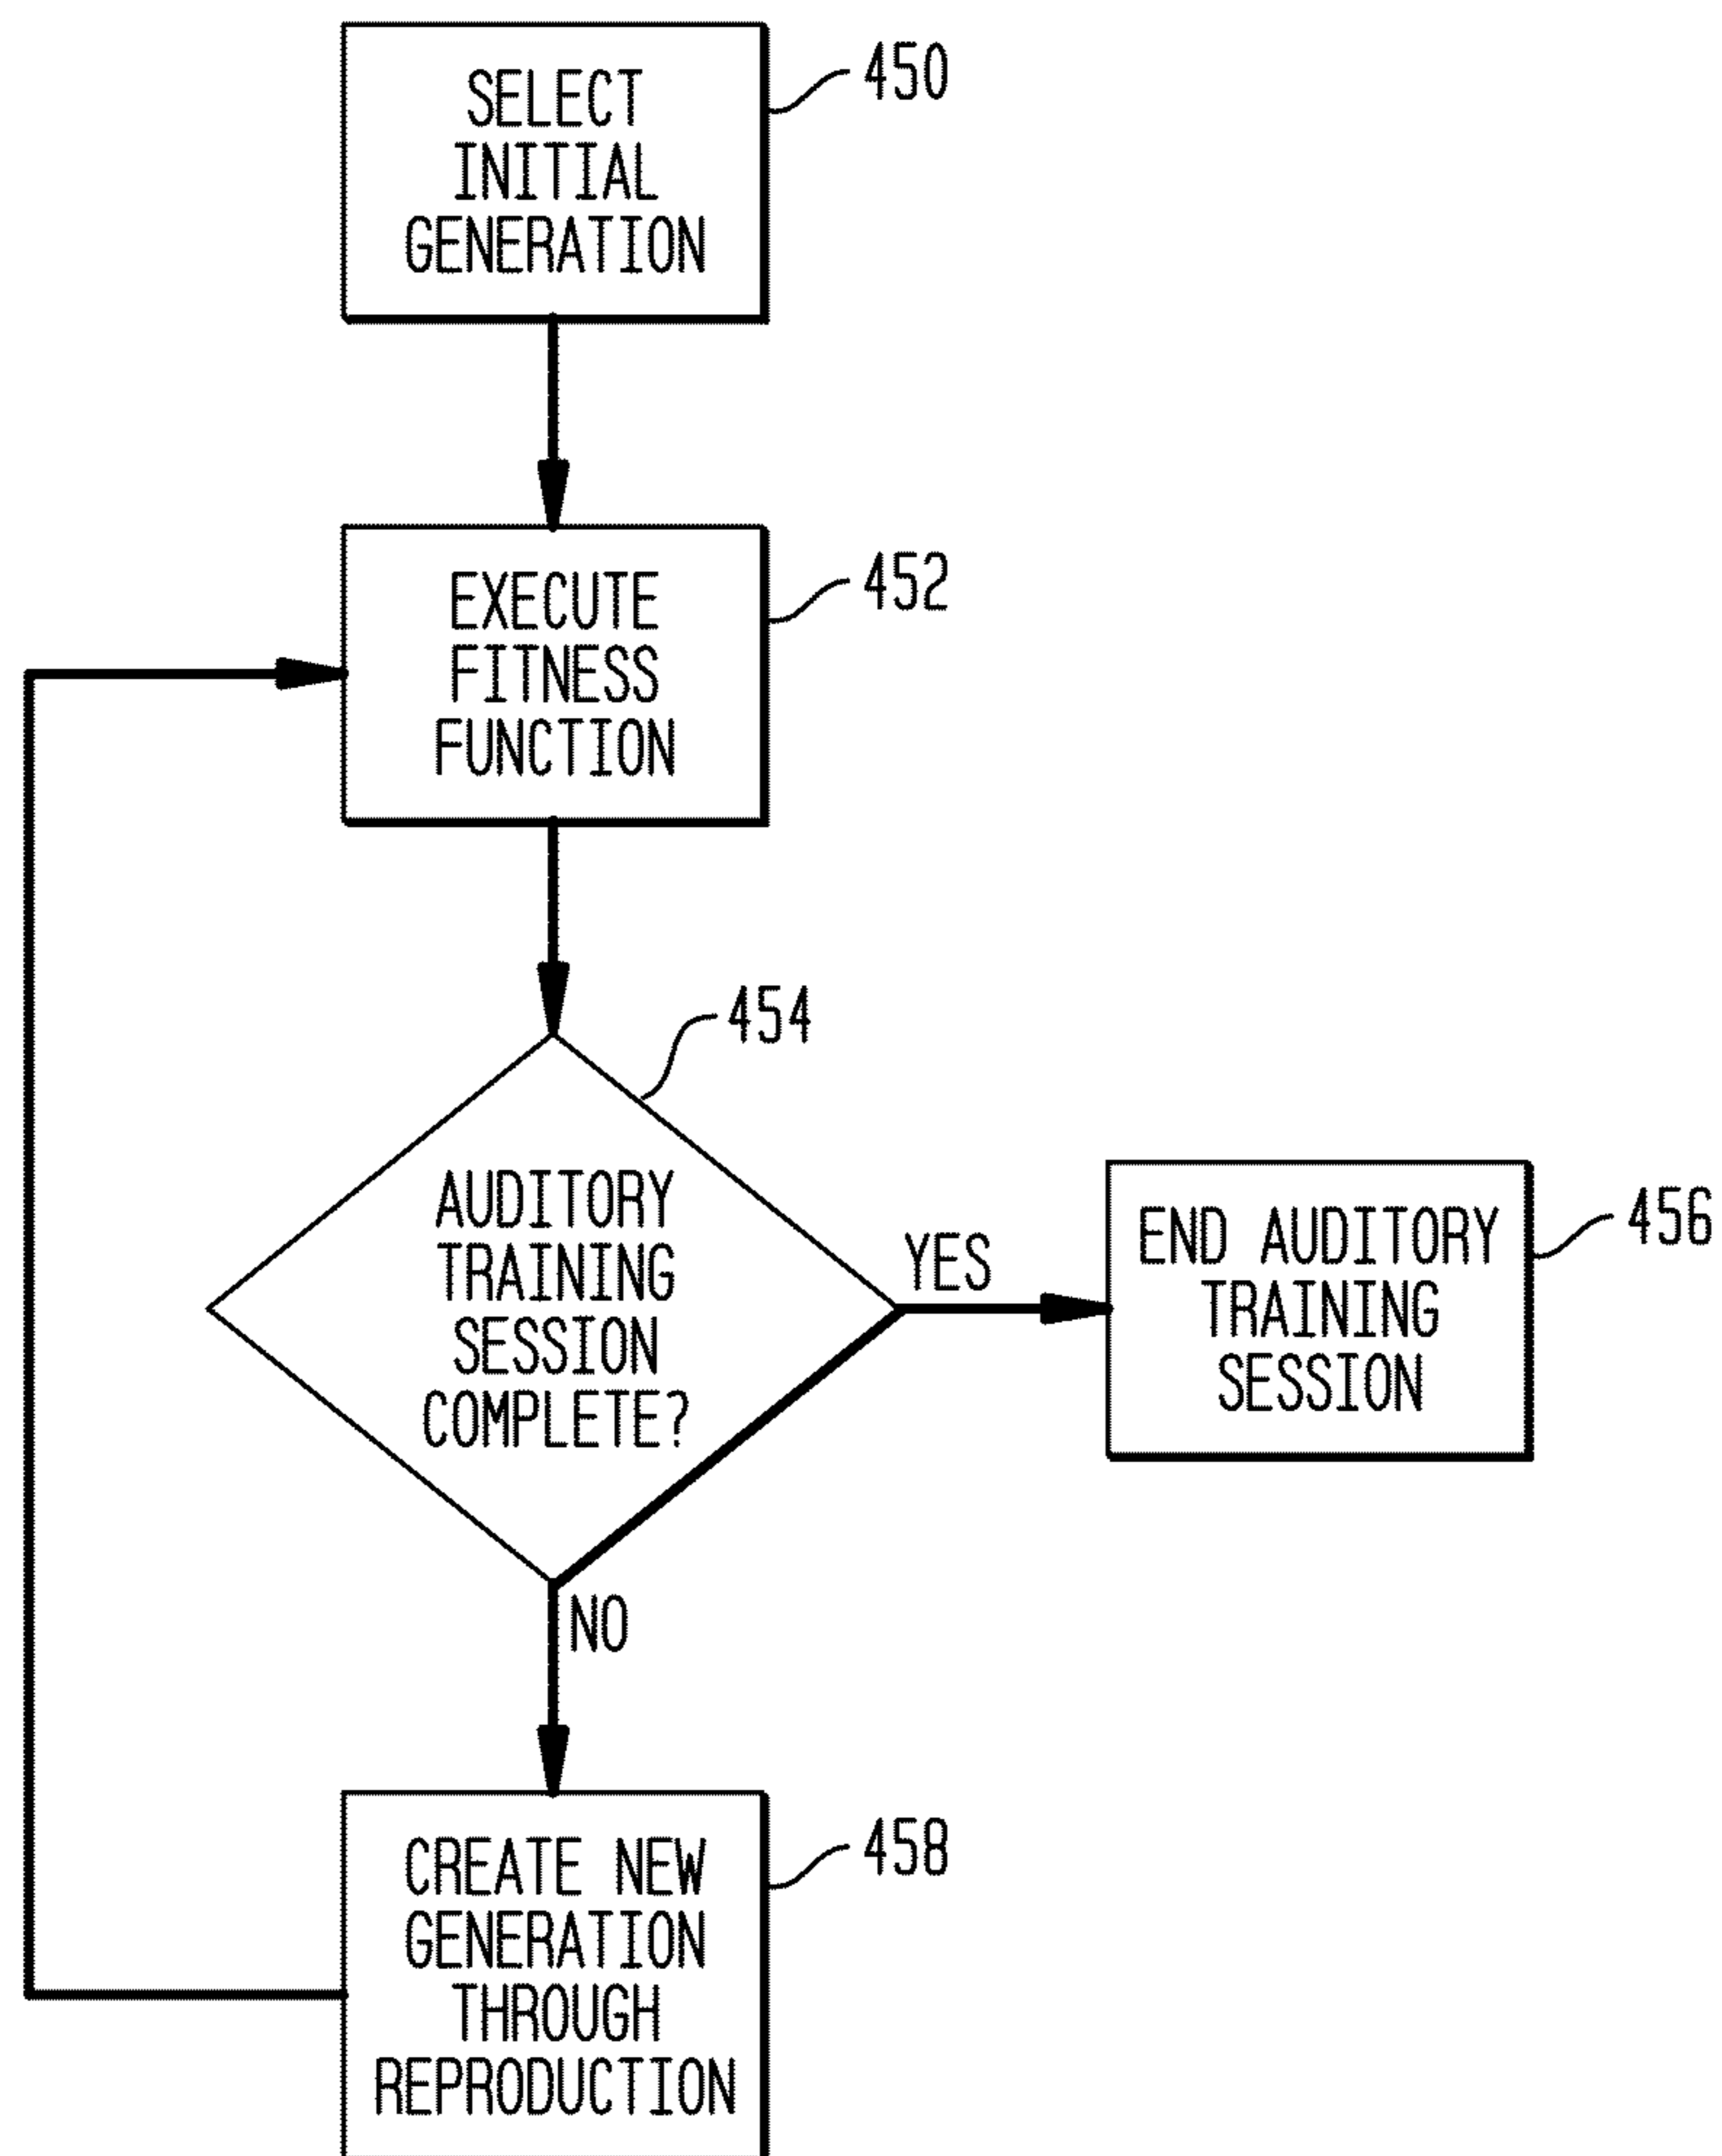 SELECT
INITIAL
GENERATION
450
EXECUTE
FITNESS
FUNCTION
452
454
AUDITORY
TRAINING
SESSION
COMPLETE?
YES
END AUDITORY
TRAINING
SESSION
456
NO
CREATE NEW
GENERATION
THROUGH
REPRODUCTION
458